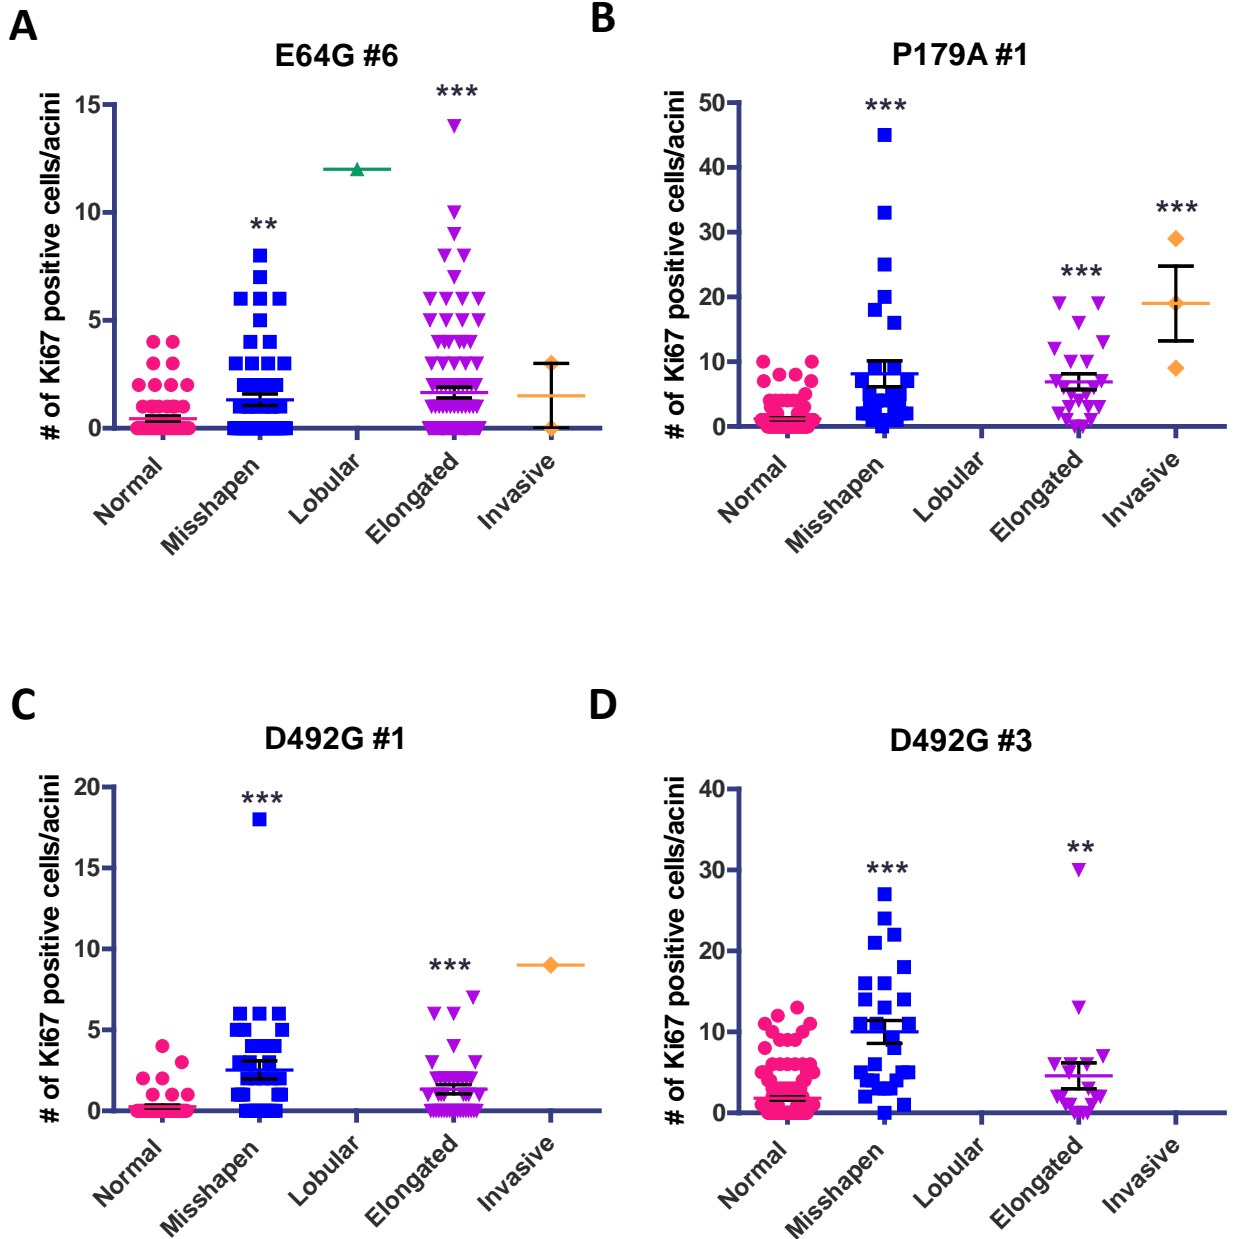 A
E64G #6
***
**
# of Ki67 positive cells/acini
15
10
5
0
Normal
Misshapen
Lobular
Elongated
Invasive
B
P179A #1
***
***
***
# of Ki67 positive cells/acini
50
40
30
20
10
0
Normal
Misshapen
Lobular
Elongated
Invasive
C
D492G #1
***
***
# of Ki67 positive cells/acini
20
15
10
5
0
Normal
Misshapen
Lobular
Elongated
Invasive
D
D492G #3
**
***
# of Ki67 positive cells/acini
40
30
20
10
0
Normal
Misshapen
Lobular
Elongated
Invasive